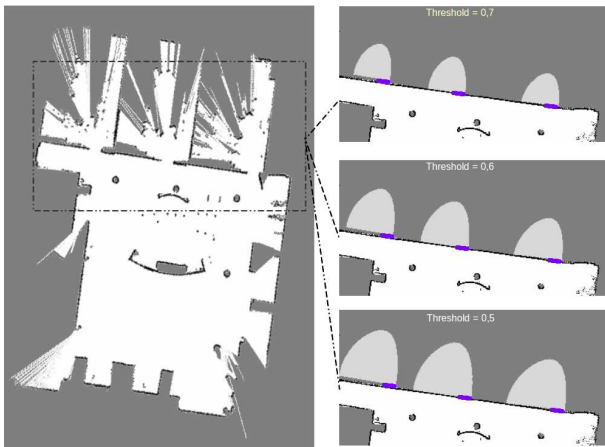 Threshold = 0,7
Threshold = 0,6
Threshold = 0,5